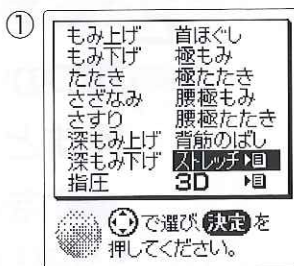 ①
もみ上げ 首ほぐし
もみ下げ 極もみ
たたき 極たたき
さざなみ 腰極もみ
さすり 腰極たたき
深もみ上げ 背筋のばし
深もみ下げ ストレッチ
指圧 3D
で選び、決定を
押してください。